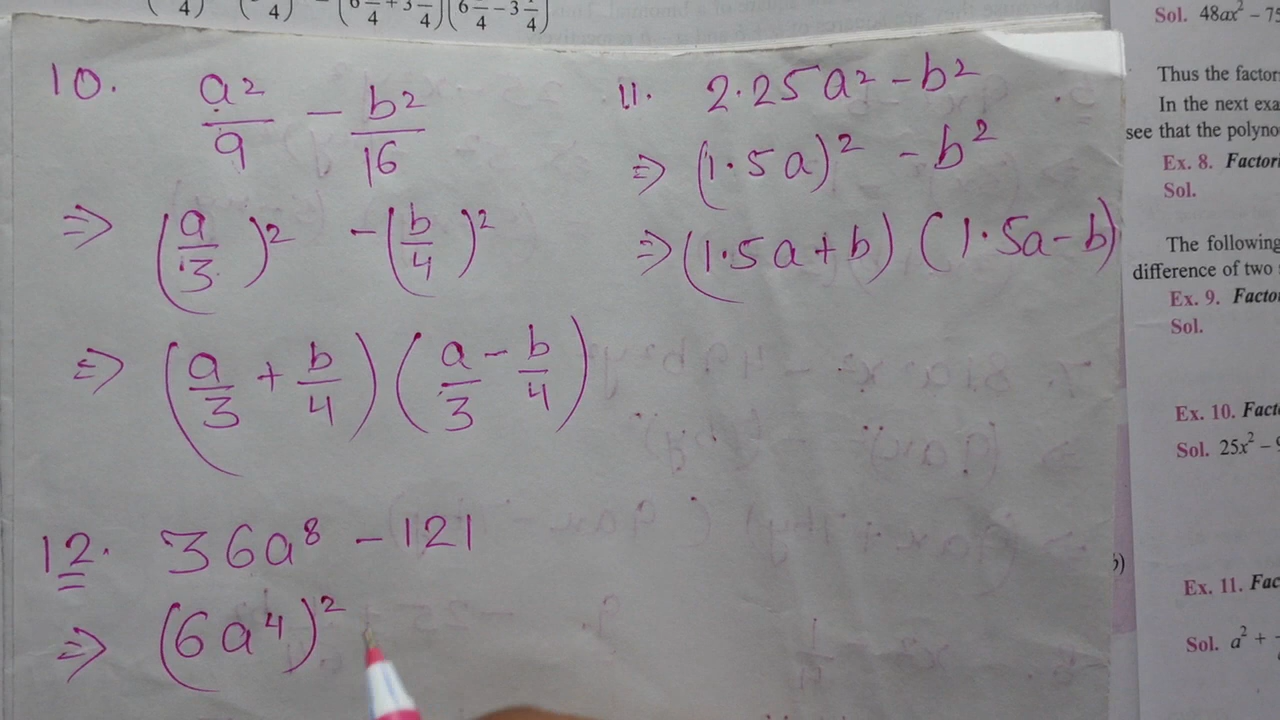 10. a²/9 - b²/16
⇒ (a/3)² - (b/4)²
⇒ (a/3 + b/4) (a/3 - b/4)
11. 2.25a² - b²
⇒ (1.5a)² - b²
⇒ (1.5a + b) (1.5a - b)
12. 36a⁸ - 121
⇒ (6a⁴)²
Sol. 48ax² - 75
Thus the factor
In the next exa
see that the polyno
Ex. 8. Factori
Sol.
The following
difference of two
Ex. 9. Facto
Sol.
Ex. 10. Facto
Sol. 25x² - 9
Ex. 11. Fac
Sol. a² +